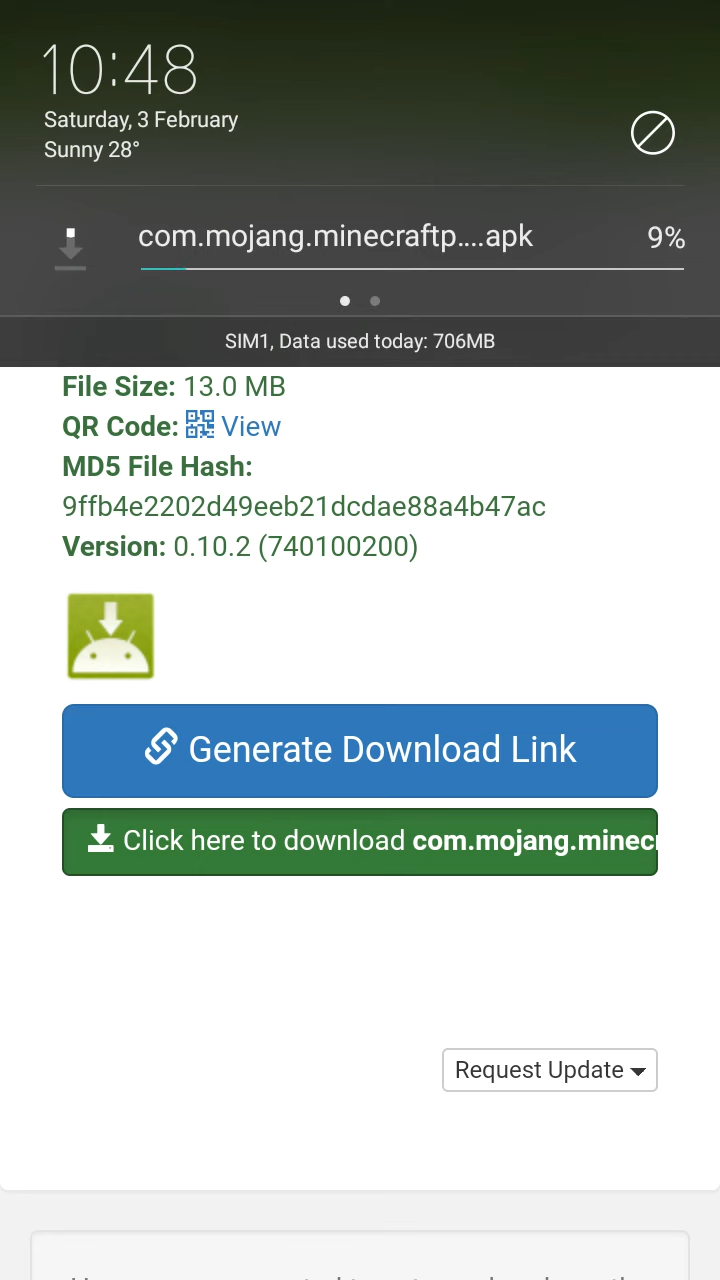 10:48
Saturday, 3 February
Sunny 28°
com.mojang.minecraftp....apk 9%
SIM1, Data used today: 706MB
File Size: 13.0 MB
QR Code: View
MD5 File Hash:
9ffb4e2202d49eeb21dcdae88a4b47ac
Version: 0.10.2 (740100200)
Generate Download Link
Click here to download com.mojang.minecr
Request Update